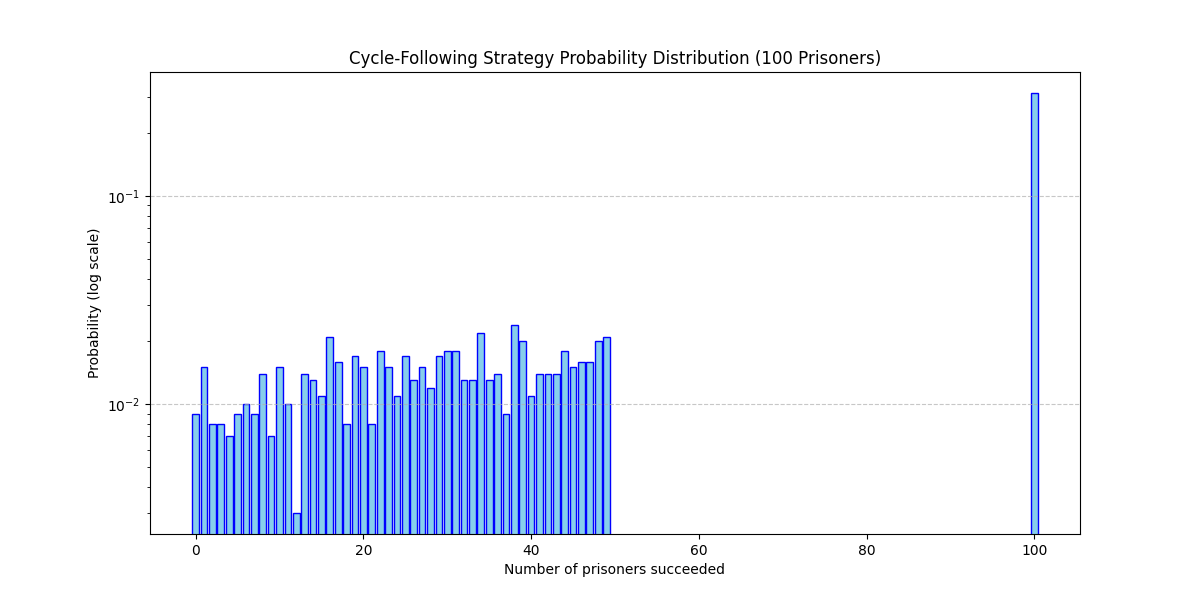 Cycle-Following Strategy Probability Distribution (100 Prisoners)
Probability (log scale)
10⁻¹
10⁻²
0 20 40 60 80 100
Number of prisoners succeeded